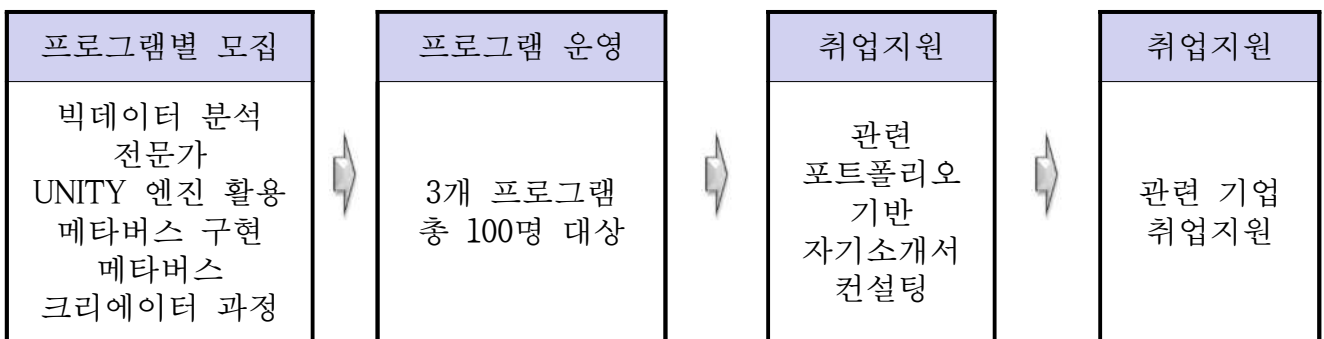 프로그램별 모집
빅데이터 분석
전문가
UNITY 엔진 활용
메타버스 구현
메타버스
크리에이터 과정
프로그램 운영
3개 프로그램
총 100명 대상
취업지원
관련
포트폴리오
기반
자기소개서
컨설팅
취업지원
관련 기업
취업지원